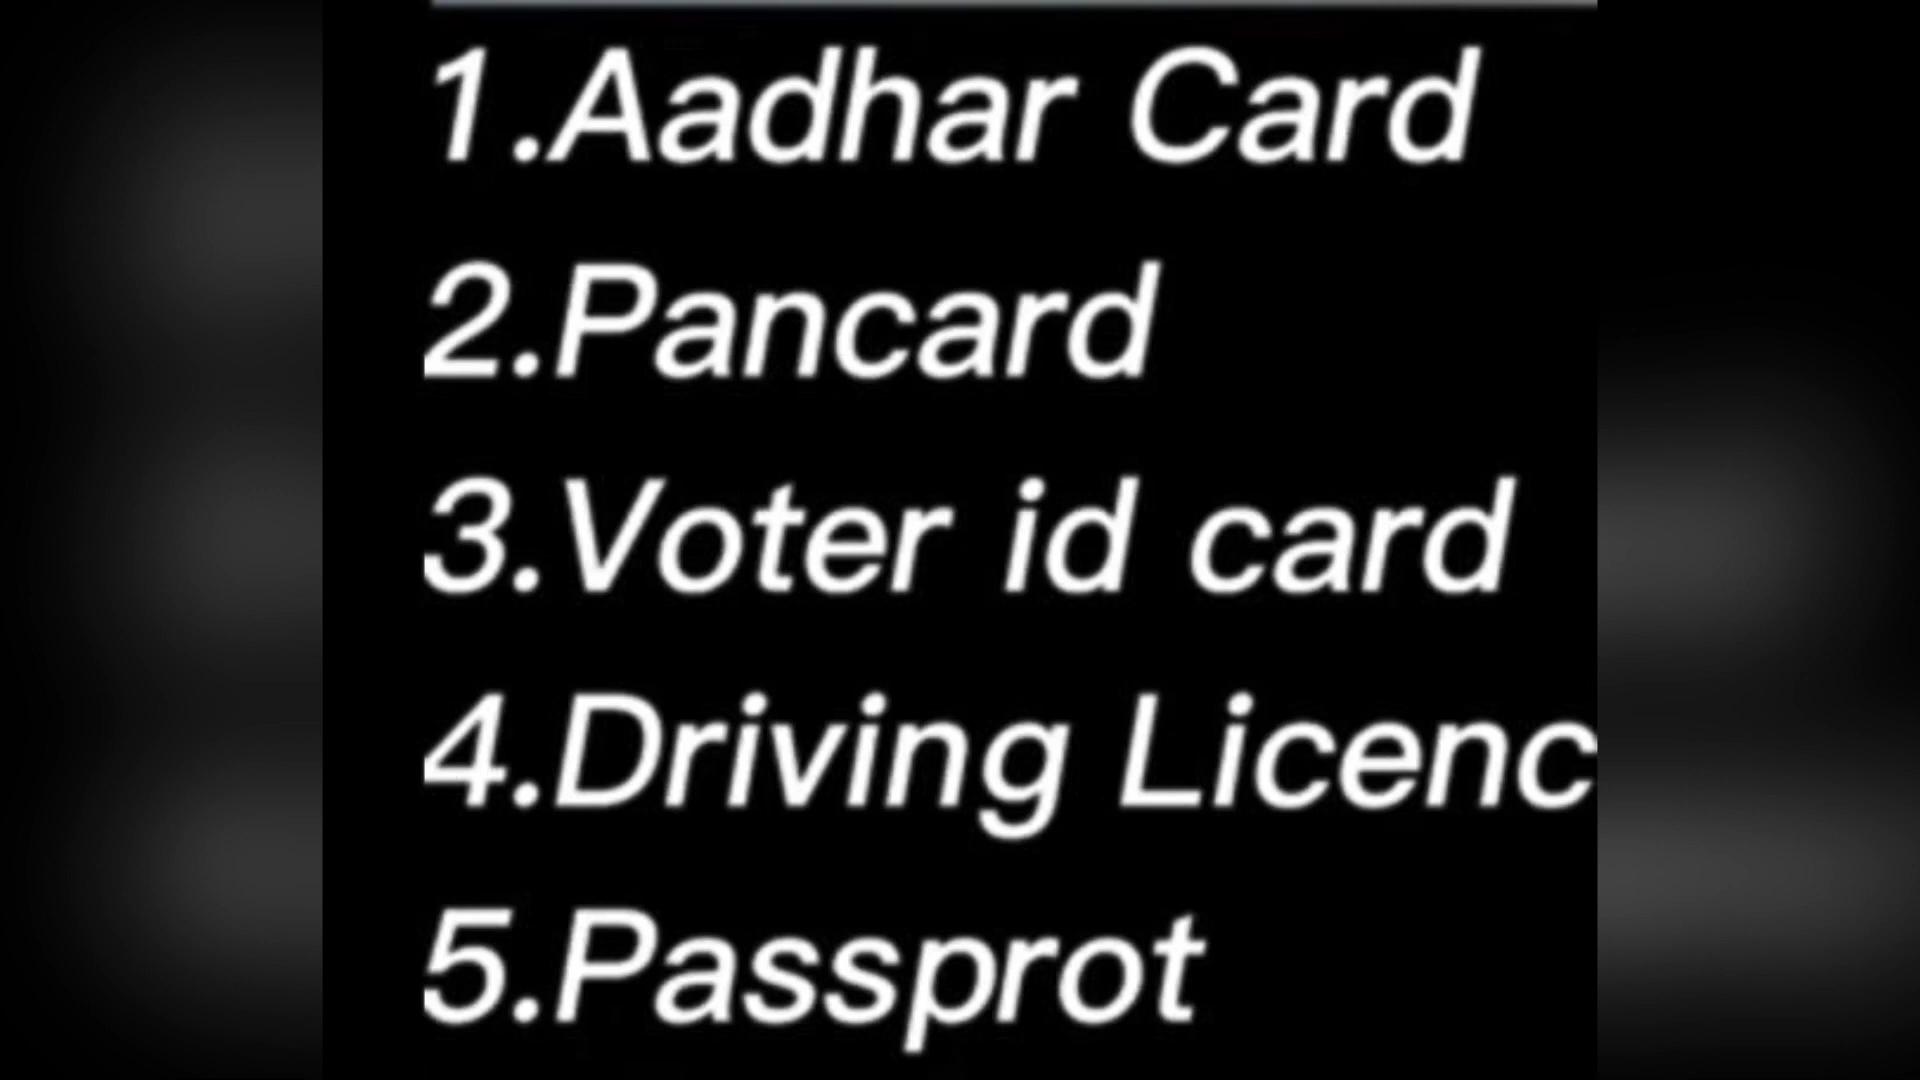 1.Aadhar Card
2.Pancard
3.Voter id card
4.Driving Licenc
5.Passprot